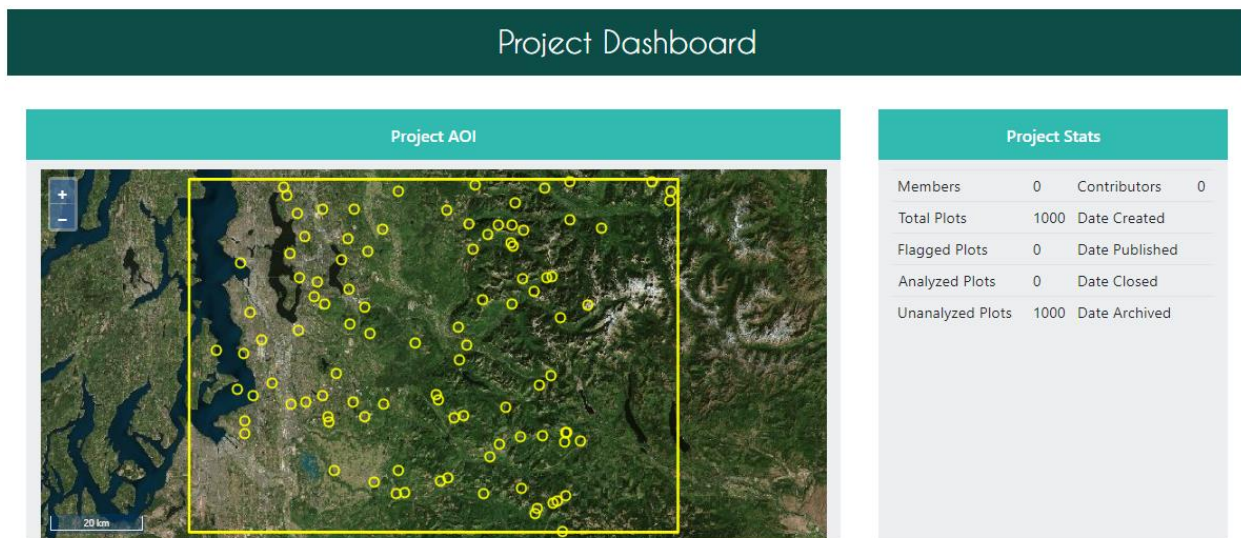 Project Dashboard
Project AOI
+
−
20 km
Project Stats
Members 0 Contributors 0
Total Plots 1000 Date Created
Flagged Plots 0 Date Published
Analyzed Plots 0 Date Closed
Unanalyzed Plots 1000 Date Archived